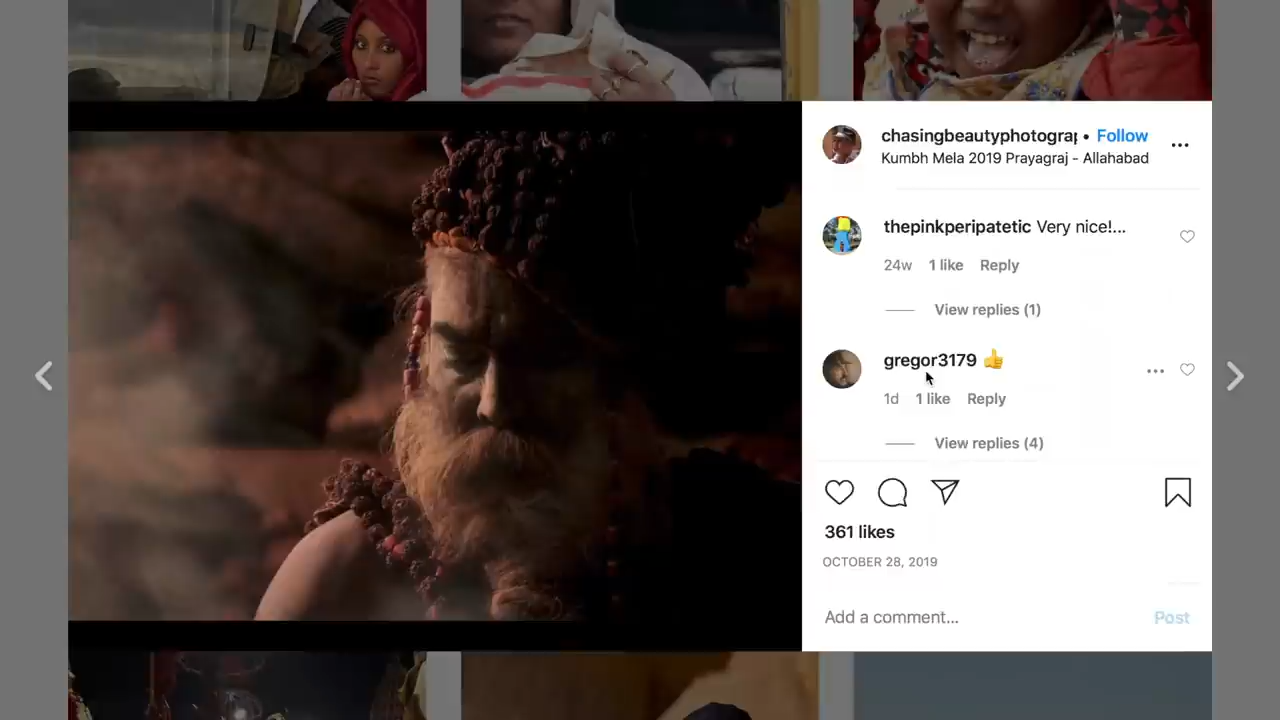 chasingbeautyphotograp • Follow
Kumbh Mela 2019 Prayagraj - Allahabad
thepinkperipatetic Very nice!...
24w 1 like Reply
View replies (1)
gregor3179 👍
1d 1 like Reply
View replies (4)
361 likes
OCTOBER 28, 2019
Add a comment... Post